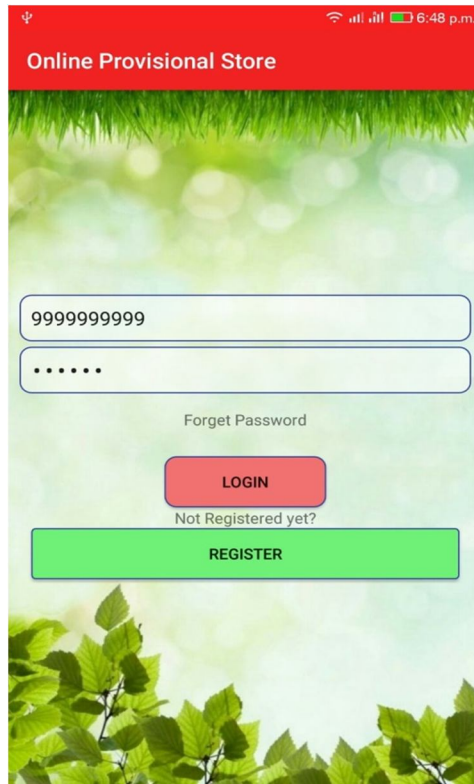 6:48 p.m.
Online Provisional Store
9999999999
••••••
Forget Password
LOGIN
Not Registered yet?
REGISTER